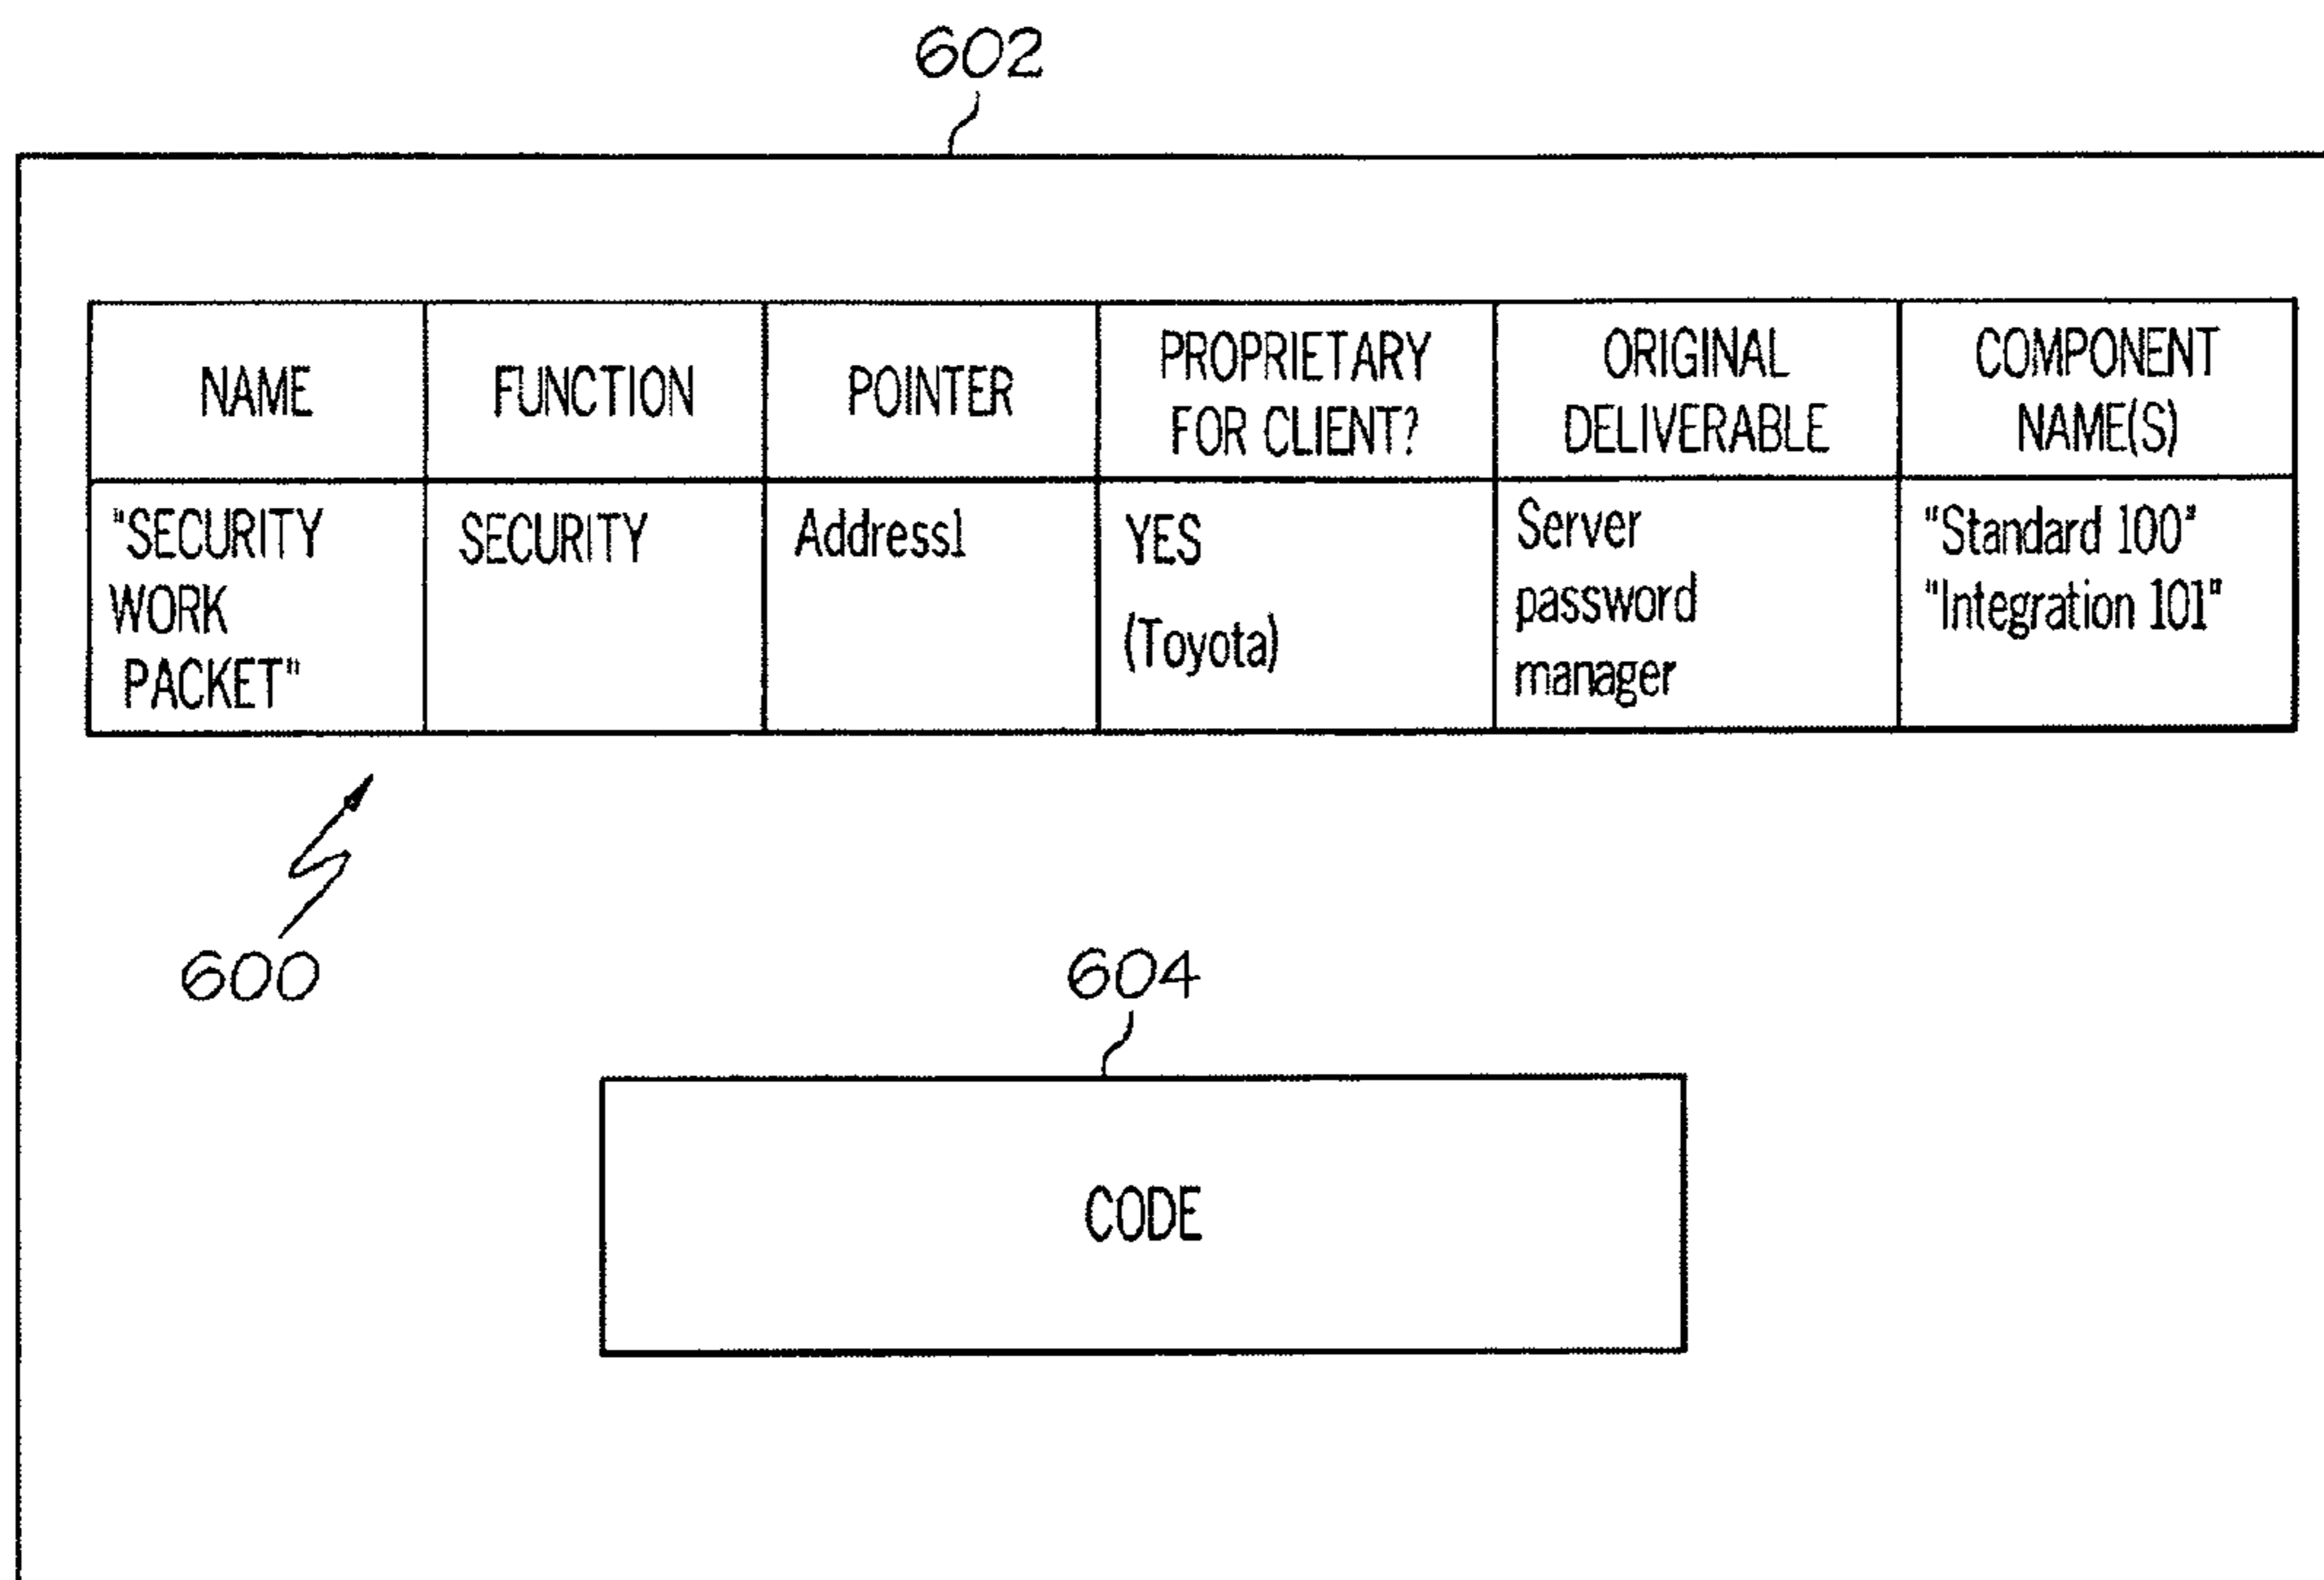 602
NAME
FUNCTION
POINTER
PROPRIETARY
FOR CLIENT?
ORIGINAL
DELIVERABLE
COMPONENT
NAME(S)
"SECURITY
WORK
PACKET"
SECURITY
Address1
YES
(Toyota)
Server
password
manager
"Standard 100"
"Integration 101"
600
604
CODE